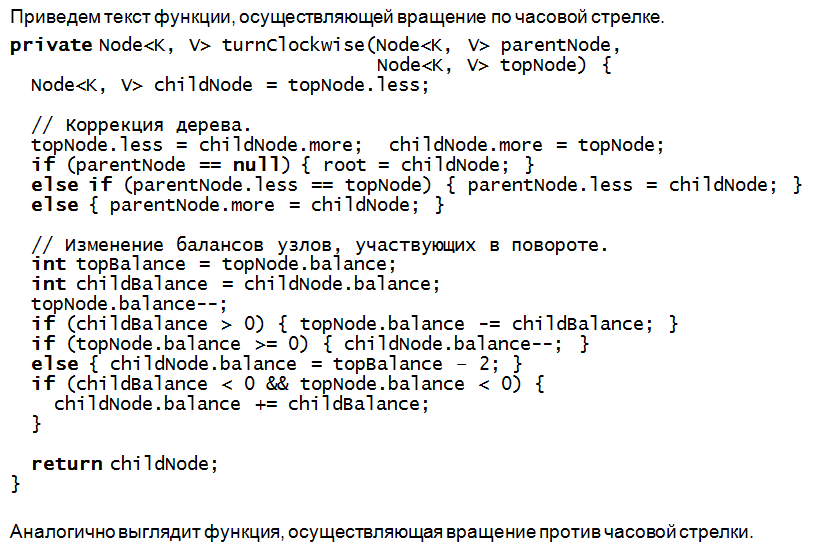 Приведем текст функции, осуществляющей вращение по часовой стрелке.
private Node<K, V> turnClockwise(Node<K, V> parentNode,
                                 Node<K, V> topNode) {
  Node<K, V> childNode = topNode.less;

  // Коррекция дерева.
  topNode.less = childNode.more;  childNode.more = topNode;
  if (parentNode == null) { root = childNode; }
  else if (parentNode.less == topNode) { parentNode.less = childNode; }
  else { parentNode.more = childNode; }

  // Изменение балансов узлов, участвующих в повороте.
  int topBalance = topNode.balance;
  int childBalance = childNode.balance;
  topNode.balance--;
  if (childBalance > 0) { topNode.balance -= childBalance; }
  if (topNode.balance >= 0) { childNode.balance--; }
  else { childNode.balance = topBalance – 2; }
  if (childBalance < 0 && topNode.balance < 0) {
    childNode.balance += childBalance;
  }

  return childNode;
}

Аналогично выглядит функция, осуществляющая вращение против часовой стрелки.